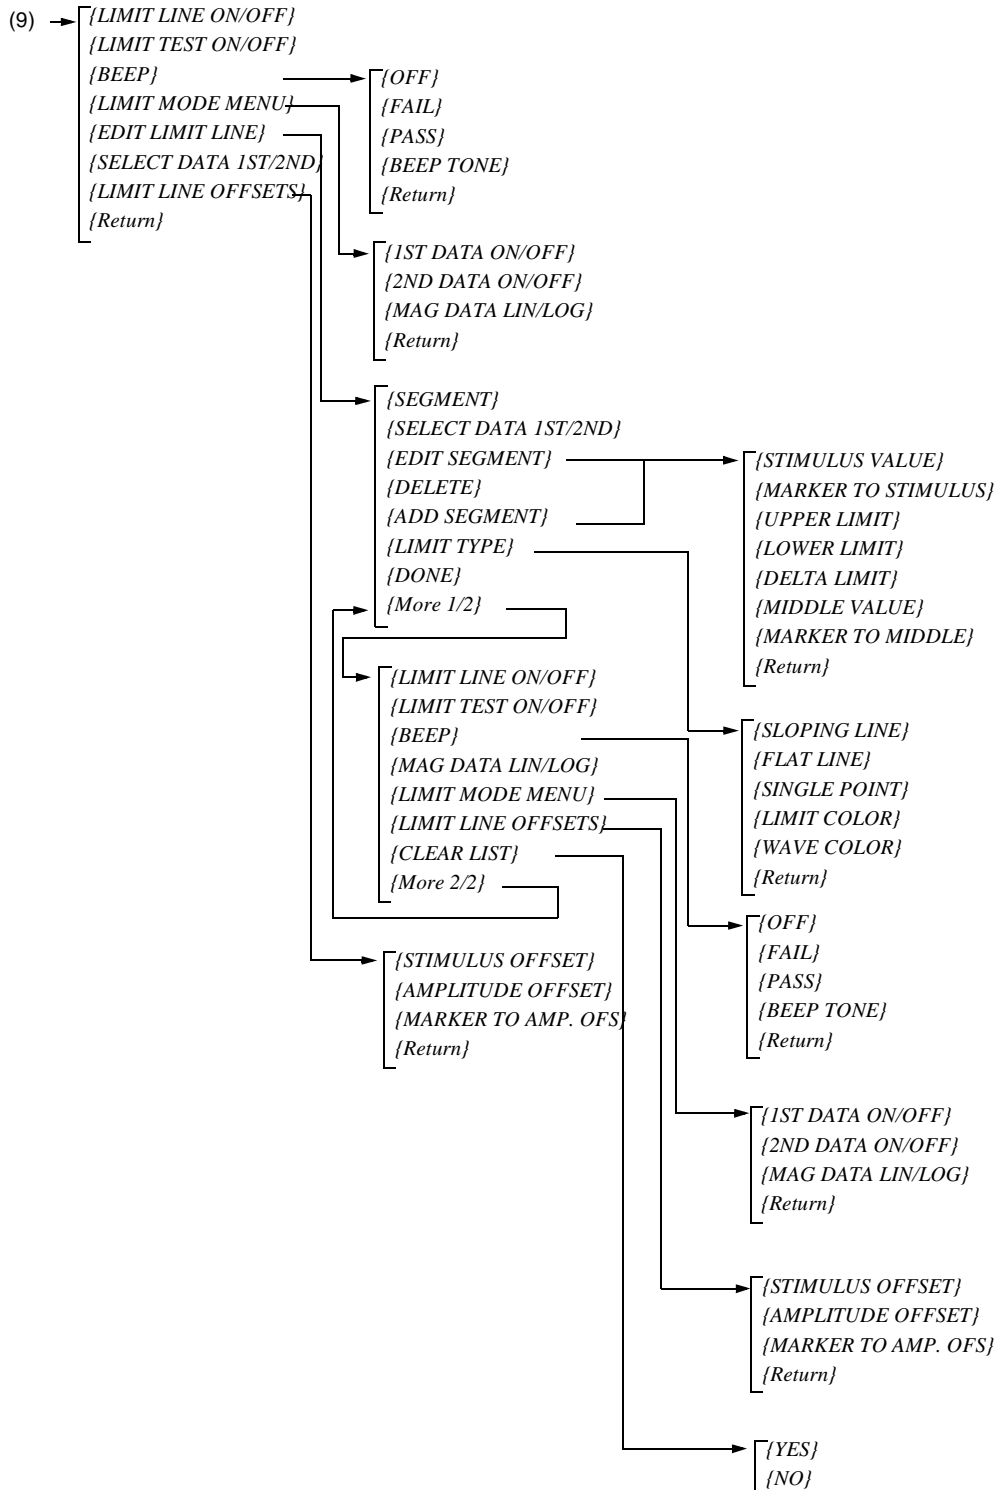 (9)
{LIMIT LINE ON/OFF}
{LIMIT TEST ON/OFF}
{BEEP}
{LIMIT MODE MENU}
{EDIT LIMIT LINE}
{SELECT DATA 1ST/2ND}
{LIMIT LINE OFFSETS}
{Return}
{OFF}
{FAIL}
{PASS}
{BEEP TONE}
{Return}
{1ST DATA ON/OFF}
{2ND DATA ON/OFF}
{MAG DATA LIN/LOG}
{Return}
{SEGMENT}
{SELECT DATA 1ST/2ND}
{EDIT SEGMENT}
{DELETE}
{ADD SEGMENT}
{LIMIT TYPE}
{DONE}
{More 1/2}
{STIMULUS VALUE}
{MARKER TO STIMULUS}
{UPPER LIMIT}
{LOWER LIMIT}
{DELTA LIMIT}
{MIDDLE VALUE}
{MARKER TO MIDDLE}
{Return}
{LIMIT LINE ON/OFF}
{LIMIT TEST ON/OFF}
{BEEP}
{MAG DATA LIN/LOG}
{LIMIT MODE MENU}
{LIMIT LINE OFFSETS}
{CLEAR LIST}
{More 2/2}
{SLOPING LINE}
{FLAT LINE}
{SINGLE POINT}
{LIMIT COLOR}
{WAVE COLOR}
{Return}
{OFF}
{FAIL}
{PASS}
{BEEP TONE}
{Return}
{STIMULUS OFFSET}
{AMPLITUDE OFFSET}
{MARKER TO AMP. OFS}
{Return}
{1ST DATA ON/OFF}
{2ND DATA ON/OFF}
{MAG DATA LIN/LOG}
{Return}
{STIMULUS OFFSET}
{AMPLITUDE OFFSET}
{MARKER TO AMP. OFS}
{Return}
{YES}
{NO}